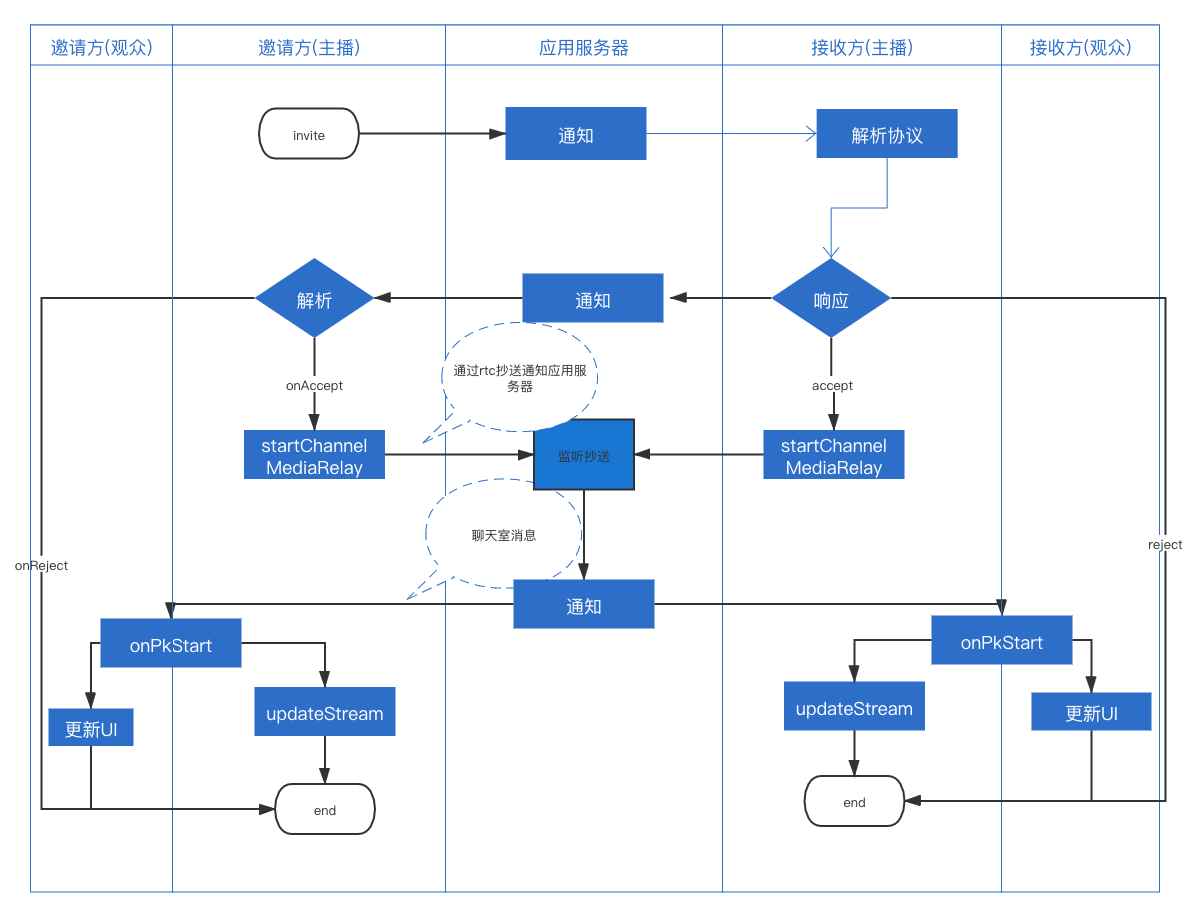 邀请方(观众)
邀请方(主播)
应用服务器
接收方(主播)
接收方(观众)
invite
通知
解析协议
解析
通知
响应
通过rtc抄送通知应用服
务器
onAccept
accept
startChannel
MediaRelay
监听抄送
startChannel
MediaRelay
聊天室消息
reject
onReject
通知
onPkStart
onPkStart
更新UI
updateStream
updateStream
更新UI
end
end